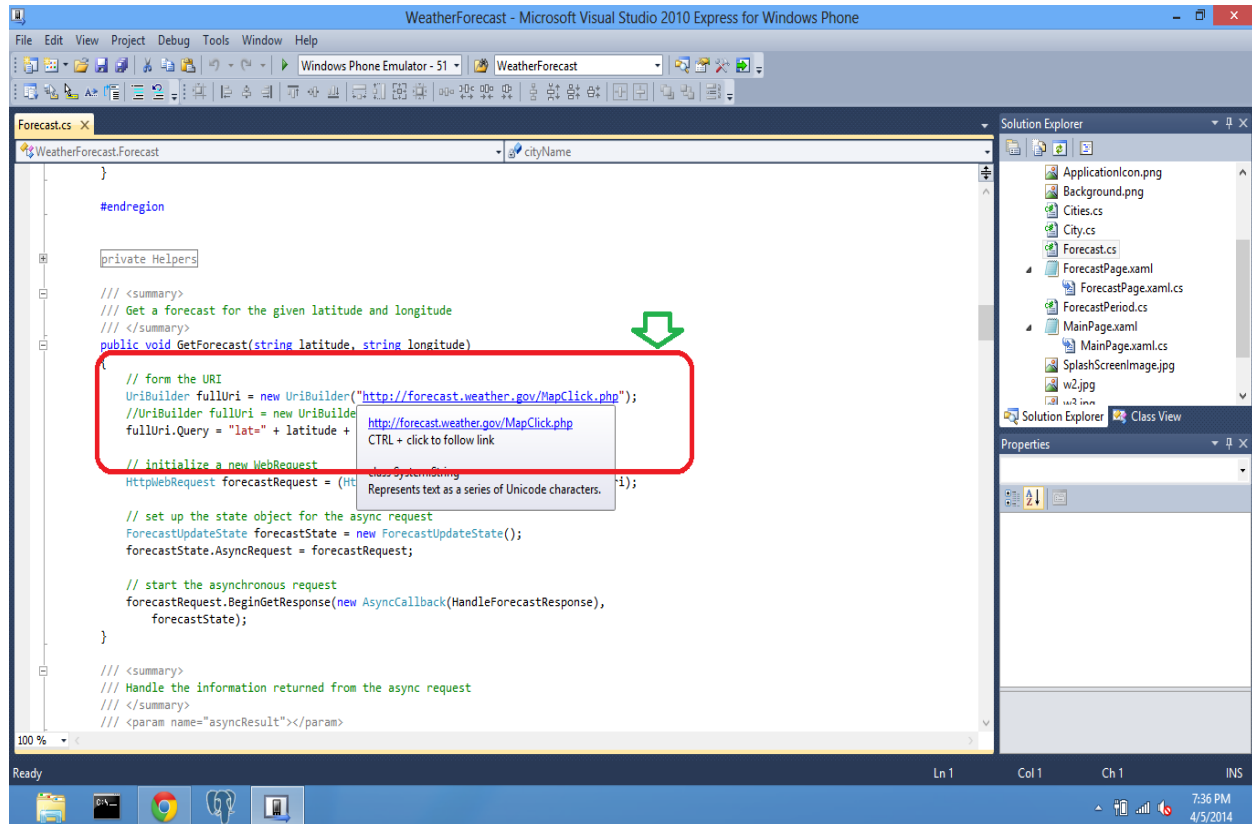 WeatherForecast - Microsoft Visual Studio 2010 Express for Windows Phone
File Edit View Project Debug Tools Window Help
Windows Phone Emulator - 51 WeatherForecast
Forecast.cs
WeatherForecast.Forecast cityName
}
#endregion
private Helpers
/// <summary>
/// Get a forecast for the given latitude and longitude
/// </summary>
public void GetForecast(string latitude, string longitude)
{
// form the URI
UriBuilder fullUri = new UriBuilder("http://forecast.weather.gov/MapClick.php");
//UriBuilder fullUri = new UriBuilde
fullUri.Query = "lat=" + latitude +
http://forecast.weather.gov/MapClick.php
CTRL + click to follow link
class System.String
Represents text as a series of Unicode characters.
// initialize a new WebRequest
HttpWebRequest forecastRequest = (Ht ri);
// set up the state object for the async request
ForecastUpdateState forecastState = new ForecastUpdateState();
forecastState.AsyncRequest = forecastRequest;
// start the asynchronous request
forecastRequest.BeginGetResponse(new AsyncCallback(HandleForecastResponse),
forecastState);
}
/// <summary>
/// Handle the information returned from the async request
/// </summary>
/// <param name="asyncResult"></param>
100 %
Solution Explorer
ApplicationIcon.png
Background.png
Cities.cs
City.cs
Forecast.cs
ForecastPage.xaml
ForecastPage.xaml.cs
ForecastPeriod.cs
MainPage.xaml
MainPage.xaml.cs
SplashScreenImage.jpg
w2.jpg
w3.jpg
Solution Explorer Class View
Properties
Ready Ln 1 Col 1 Ch 1 INS
7:36 PM
4/5/2014